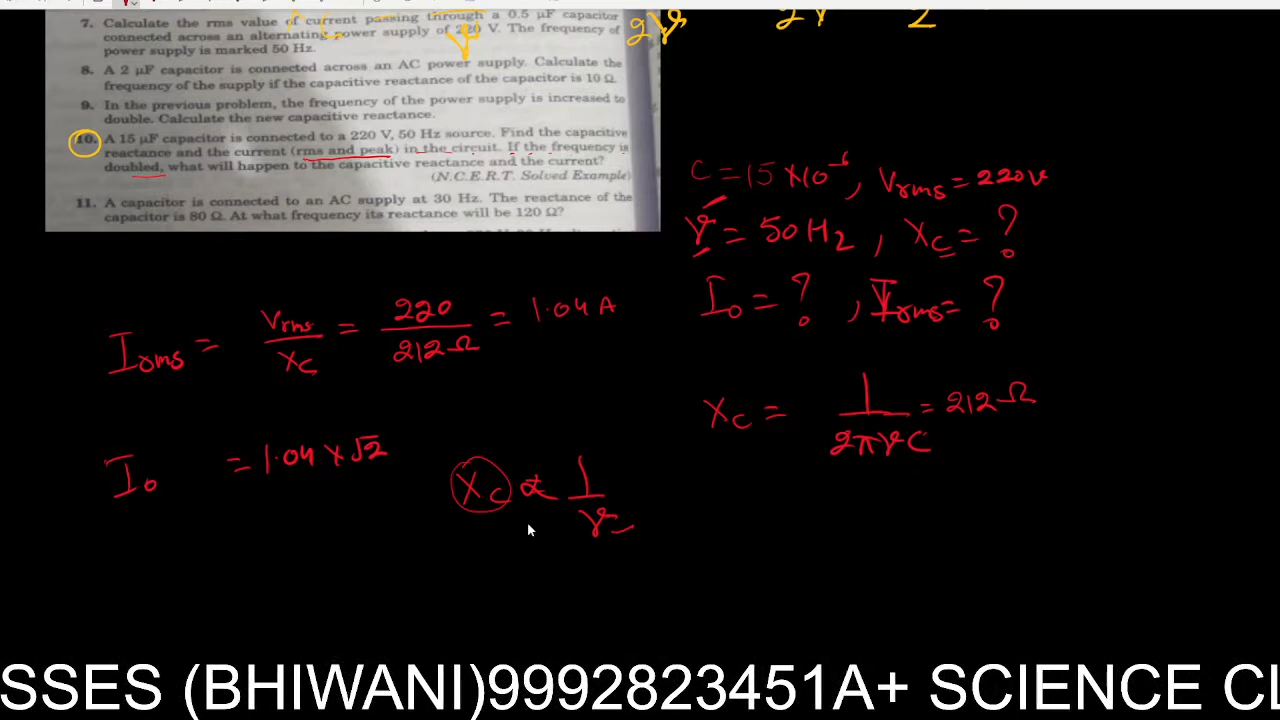 7. Calculate the rms value of current passing through a 0.5 μF capacitor
connected across an alternating power supply of 220 V. The frequency of
power supply is marked 50 Hz.
8. A 2 μF capacitor is connected across an AC power supply. Calculate the
frequency of the supply if the capacitive reactance of the capacitor is 10 Ω
9. In the previous problem, the frequency of the power supply is increased to
double. Calculate the new capacitive reactance.
10. A 15 μF capacitor is connected to a 220 V, 50 Hz source. Find the capacitive
reactance and the current (rms and peak) in the circuit. If the frequency is
doubled, what will happen to the capacitive reactance and the current?
(N.C.E.R.T. Solved Example)
11. A capacitor is connected to an AC supply at 30 Hz. The reactance of the
capacitor is 80 Ω. At what frequency its reactance will be 120 Ω?
C = 15 × 10⁻⁶, Vrms = 220V
ν = 50 Hz, Xc = ?
I₀ = ?, Irms = ?
Irms = Vrms/Xc = 220/212Ω = 1.04 A
Xc = 1/2πνC = 212 Ω
I₀ = 1.04 × √2
Xc ∝ 1/ν
SSES (BHIWANI)9992823451A+ SCIENCE CL